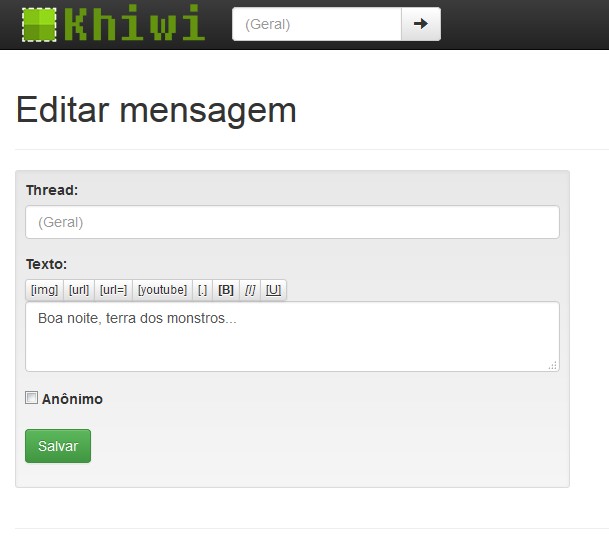 Khiwi (Geral)
Editar mensagem
Thread:
(Geral)
Texto:
[img] [url] [url=] [youtube] [.] [B] [I] [U]
Boa noite, terra dos monstros...
Anônimo
Salvar